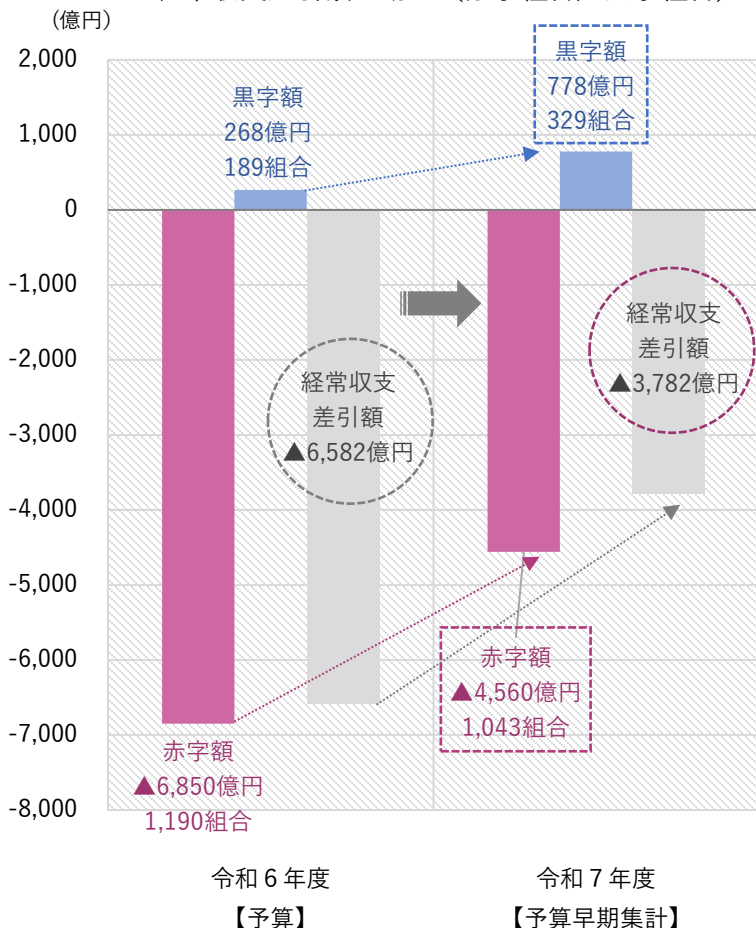 （億円）
2,000
1,000
0
-1,000
-2,000
-3,000
-4,000
-5,000
-6,000
-7,000
-8,000
黒字額
268億円
189組合
黒字額
778億円
329組合
経常収支
差引額
▲6,582億円
経常収支
差引額
▲3,782億円
赤字額
▲6,850億円
1,190組合
赤字額
▲4,560億円
1,043組合
令和６年度
【予算】
令和７年度
【予算早期集計】